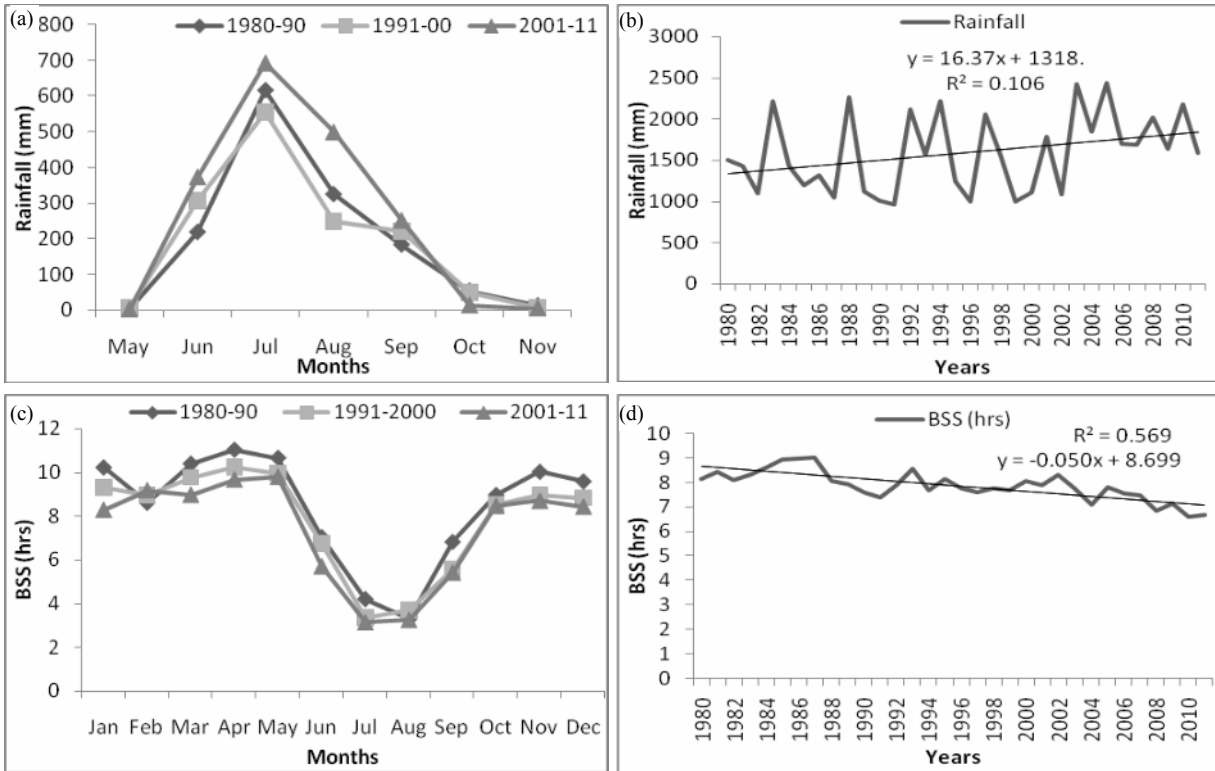 (a)
1980-90 1991-00 2001-11
Rainfall (mm)
800
700
600
500
400
300
200
100
0
May Jun Jul Aug Sep Oct Nov
Months
(b)
Rainfall
y = 16.37x + 1318.
R² = 0.106
Rainfall (mm)
3000
2500
2000
1500
1000
500
0
1980 1982 1984 1986 1988 1990 1992 1994 1996 1998 2000 2002 2004 2006 2008 2010
Years
(c)
1980-90 1991-2000 2001-11
BSS (hrs)
12
10
8
6
4
2
0
Jan Feb Mar Apr May Jun Jul Aug Sep Oct Nov Dec
Months
(d)
BSS (hrs)
R² = 0.569
y = -0.050x + 8.699
BSS (hrs)
10
9
8
7
6
5
4
3
2
1
0
1980 1982 1984 1986 1988 1990 1992 1994 1996 1998 2000 2002 2004 2006 2008 2010
Years